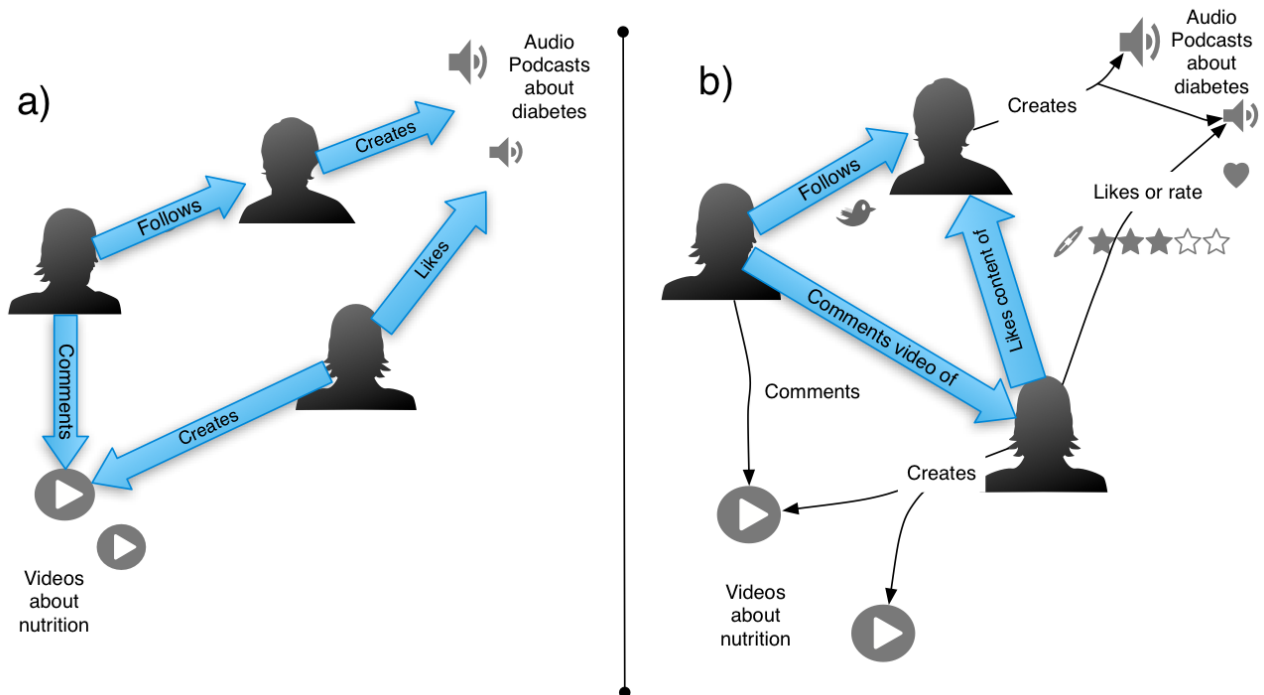 a)
Audio
Podcasts
about
diabetes
Creates
Follows
Likes
Comments
Creates
Videos
about
nutrition
b)
Audio
Podcasts
about
diabetes
Creates
Follows
Likes or rate
Likes content of
Comments video of
Comments
Creates
Videos
about
nutrition